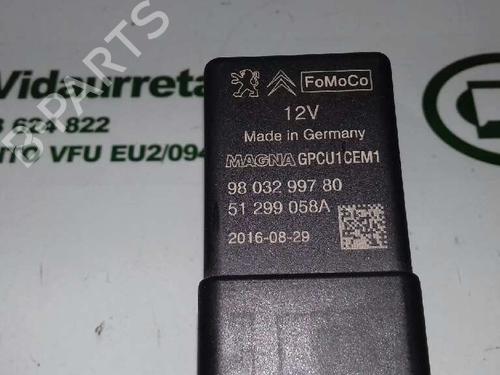 Vidaurreta
3 624 822
ITO VFU EU2/094
B PARTS
FoMoCo
12V
Made in Germany
MAGNA GPCU1CEM1
98 032 997 80
51 299 058A
2016-08-29